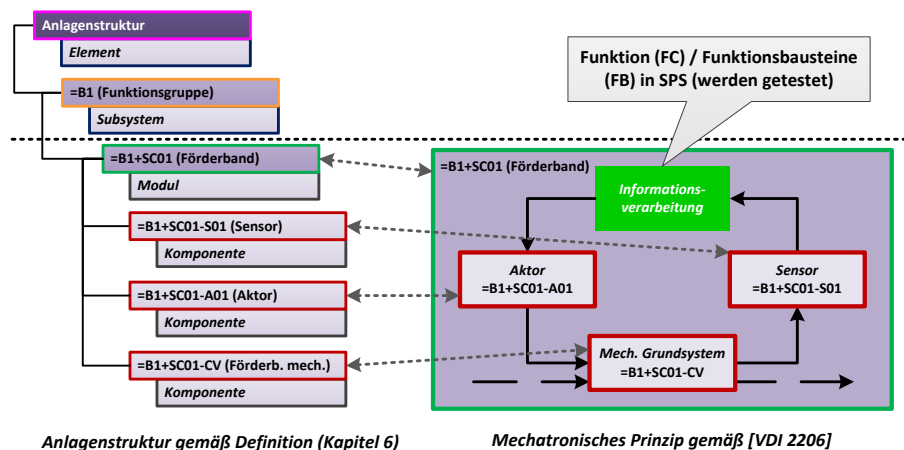 Anlagenstruktur
Element
=B1 (Funktionsgruppe)
Subsystem
=B1+SC01 (Förderband)
Modul
=B1+SC01-S01 (Sensor)
Komponente
=B1+SC01-A01 (Aktor)
Komponente
=B1+SC01-CV (Förderb. mech.)
Komponente
Anlagenstruktur gemäß Definition (Kapitel 6)
Funktion (FC) / Funktionsbausteine
(FB) in SPS (werden getestet)
=B1+SC01 (Förderband)
Informations-
verarbeitung
Aktor
=B1+SC01-A01
Sensor
=B1+SC01-S01
Mech. Grundsystem
=B1+SC01-CV
Mechatronisches Prinzip gemäß [VDI 2206]